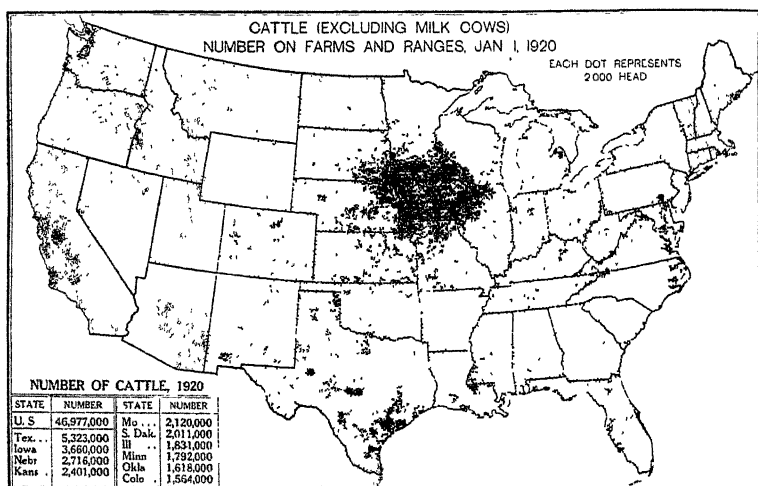 CATTLE (EXCLUDING MILK COWS)
NUMBER ON FARMS AND RANGES, JAN 1, 1920
EACH DOT REPRESENTS
2000 HEAD
NUMBER OF CATTLE, 1920
STATE NUMBER STATE NUMBER
U. S 46,977,000 Mo ... 2,120,000
Tex... 5,323,000 S. Dak. 2,011,000
Iowa 3,660,000 Ill .. 1,831,000
Nebr 2,716,000 Minn 1,792,000
Kans . 2,401,000 Okla 1,618,000
Colo . 1,564,000